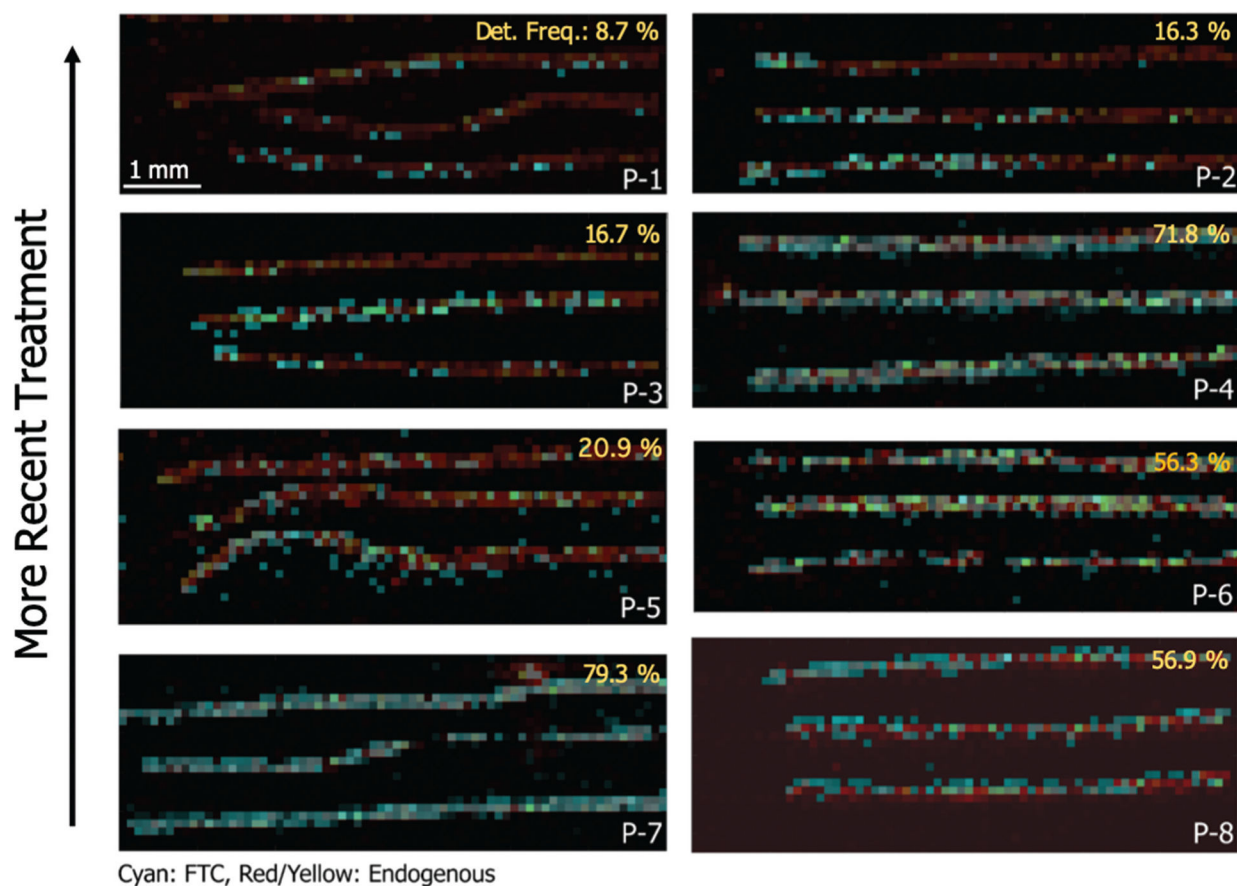 More Recent Treatment
Det. Freq.: 8.7 %
1 mm
P-1
16.3 %
P-2
16.7 %
P-3
71.8 %
P-4
20.9 %
P-5
56.3 %
P-6
79.3 %
P-7
56.9 %
P-8
Cyan: FTC, Red/Yellow: Endogenous